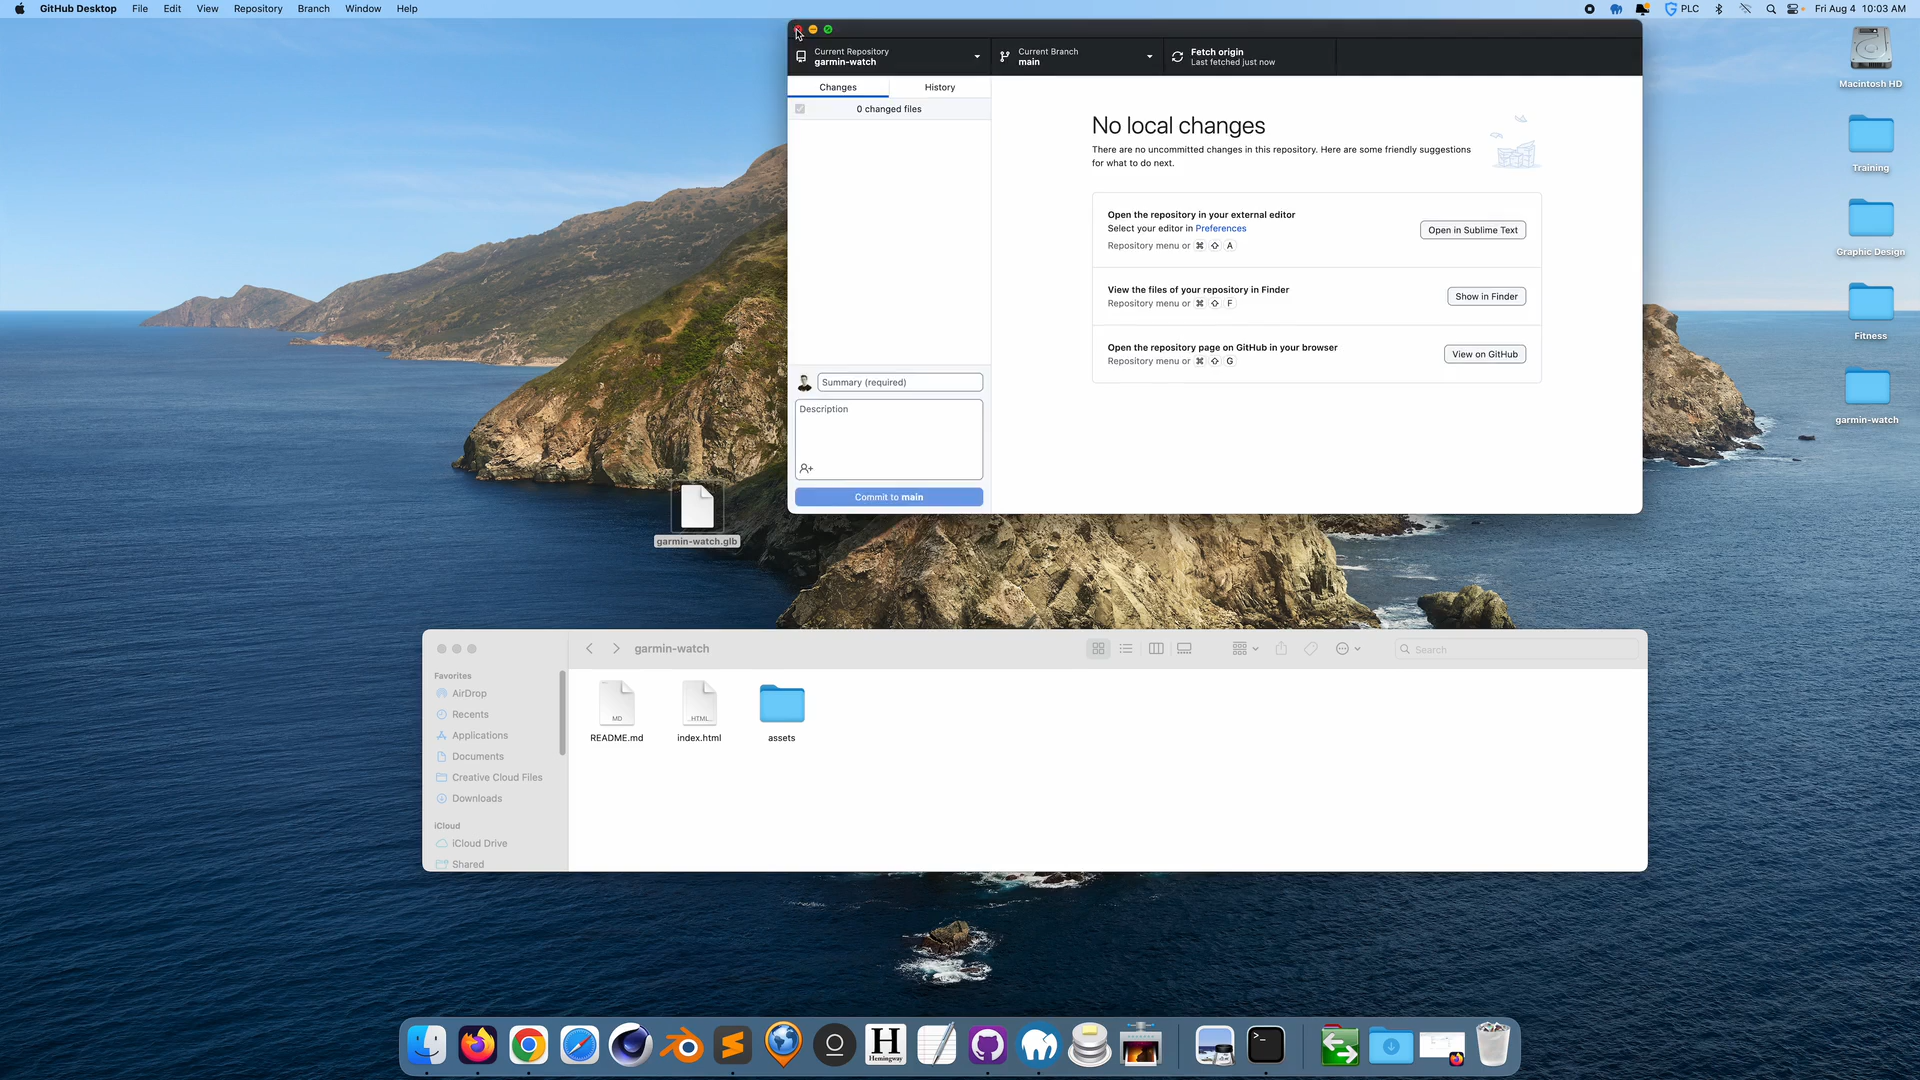 GitHub Desktop File Edit View Repository Branch Window Help PLC Fri Aug 4 10:03 AM
Current Repository
garmin-watch
Current Branch
main
Fetch origin
Last fetched just now
Changes History
0 changed files
No local changes
There are no uncommitted changes in this repository. Here are some friendly suggestions
for what to do next.
Open the repository in your external editor
Select your editor in Preferences
Repository menu or ⌘ ⇧ A
Open in Sublime Text
View the files of your repository in Finder
Repository menu or ⌘ ⇧ F
Show in Finder
Open the repository page on GitHub in your browser
Repository menu or ⌘ ⇧ G
View on GitHub
Summary (required)
Description
Commit to main
Macintosh HD
Training
Graphic Design
Fitness
garmin-watch
garmin-watch.glb
garmin-watch
Search
Favorites
AirDrop
Recents
Applications
Documents
Creative Cloud Files
Downloads
iCloud
iCloud Drive
Shared
MD
README.md
HTML
index.html
assets
H
Hemingway
>_